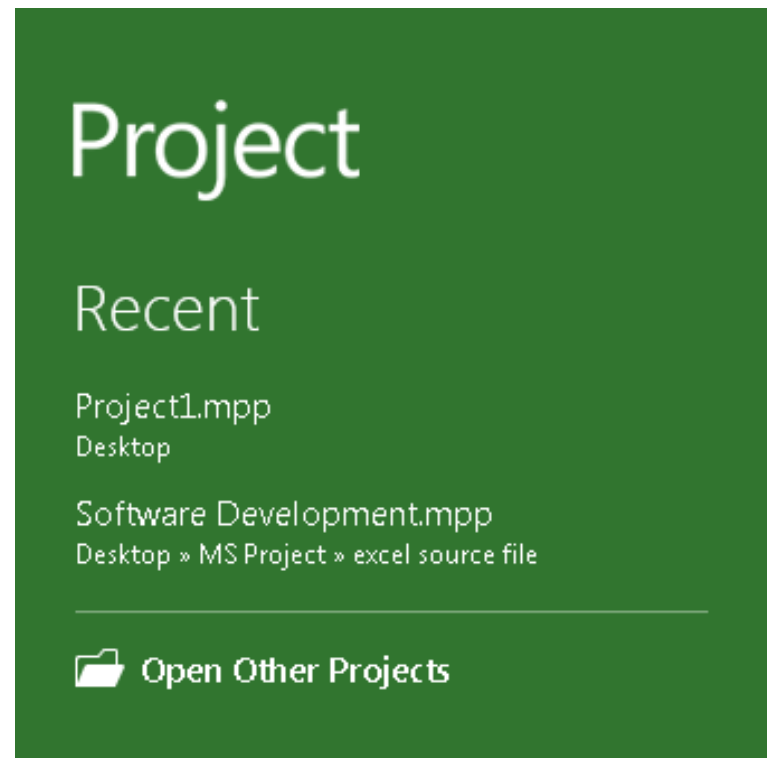 Project
Recent
Project1.mpp
Desktop
Software Development.mpp
Desktop » MS Project » excel source file
Open Other Projects